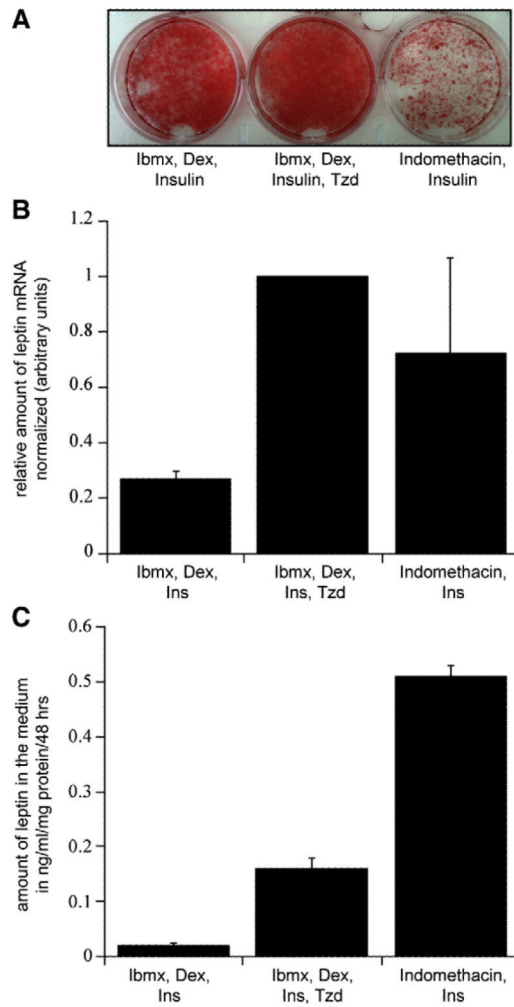 A
Ibmx, Dex,
Insulin
Ibmx, Dex,
Insulin, Tzd
Indomethacin,
Insulin
B
relative amount of leptin mRNA
normalized (arbitrary units)
1.2
1
0.8
0.6
0.4
0.2
0
Ibmx, Dex,
Ins
Ibmx, Dex,
Ins, Tzd
Indomethacin,
Ins
C
amount of leptin in the medium
in ng/ml/mg protein/48 hrs
0.6
0.5
0.4
0.3
0.2
0.1
0
Ibmx, Dex,
Ins
Ibmx, Dex,
Ins, Tzd
Indomethacin,
Ins